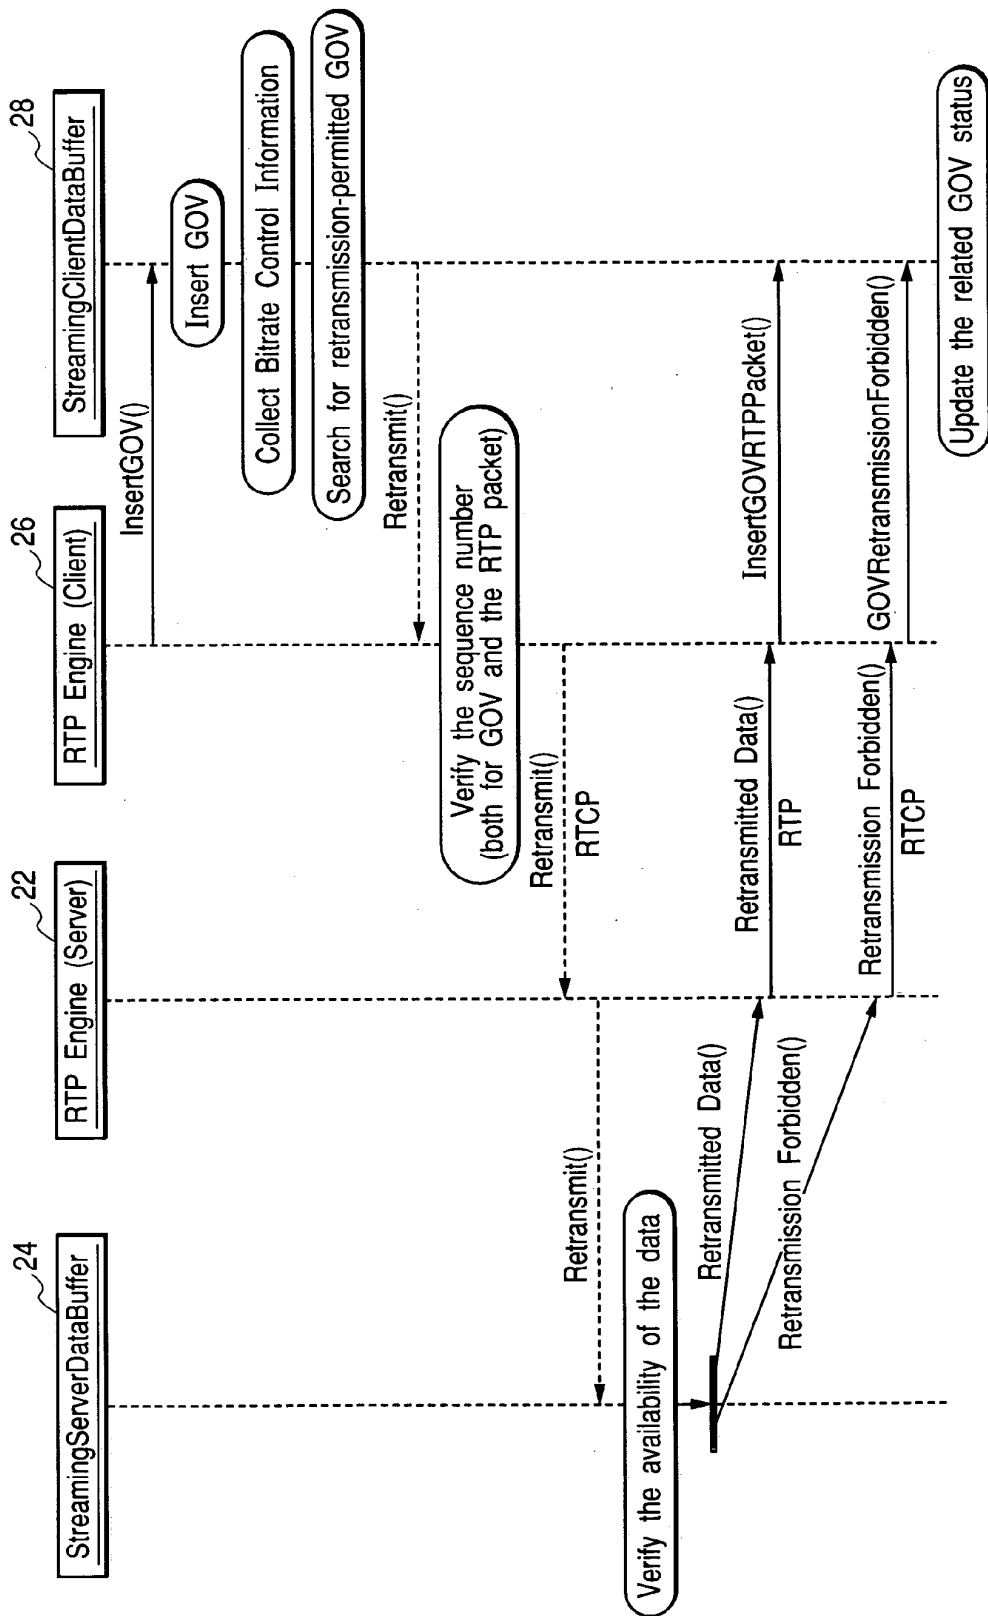 24
StreamingServerDataBuffer
22
RTP Engine (Server)
26
RTP Engine (Client)
28
StreamingClientDataBuffer
InsertGOV()
Insert GOV
Collect Bitrate Control Information
Search for retransmission-permitted GOV
Retransmit()
Verify the sequence number
(both for GOV and the RTP packet)
Retransmit()
RTCP
Retransmit()
Verify the availability of the data
Retransmitted Data()
Retransmitted Data()
RTP
InsertGOVRTPPacket()
Retransmission Forbidden()
Retransmission Forbidden()
RTCP
GOVRetransmissionForbidden()
Update the related GOV status